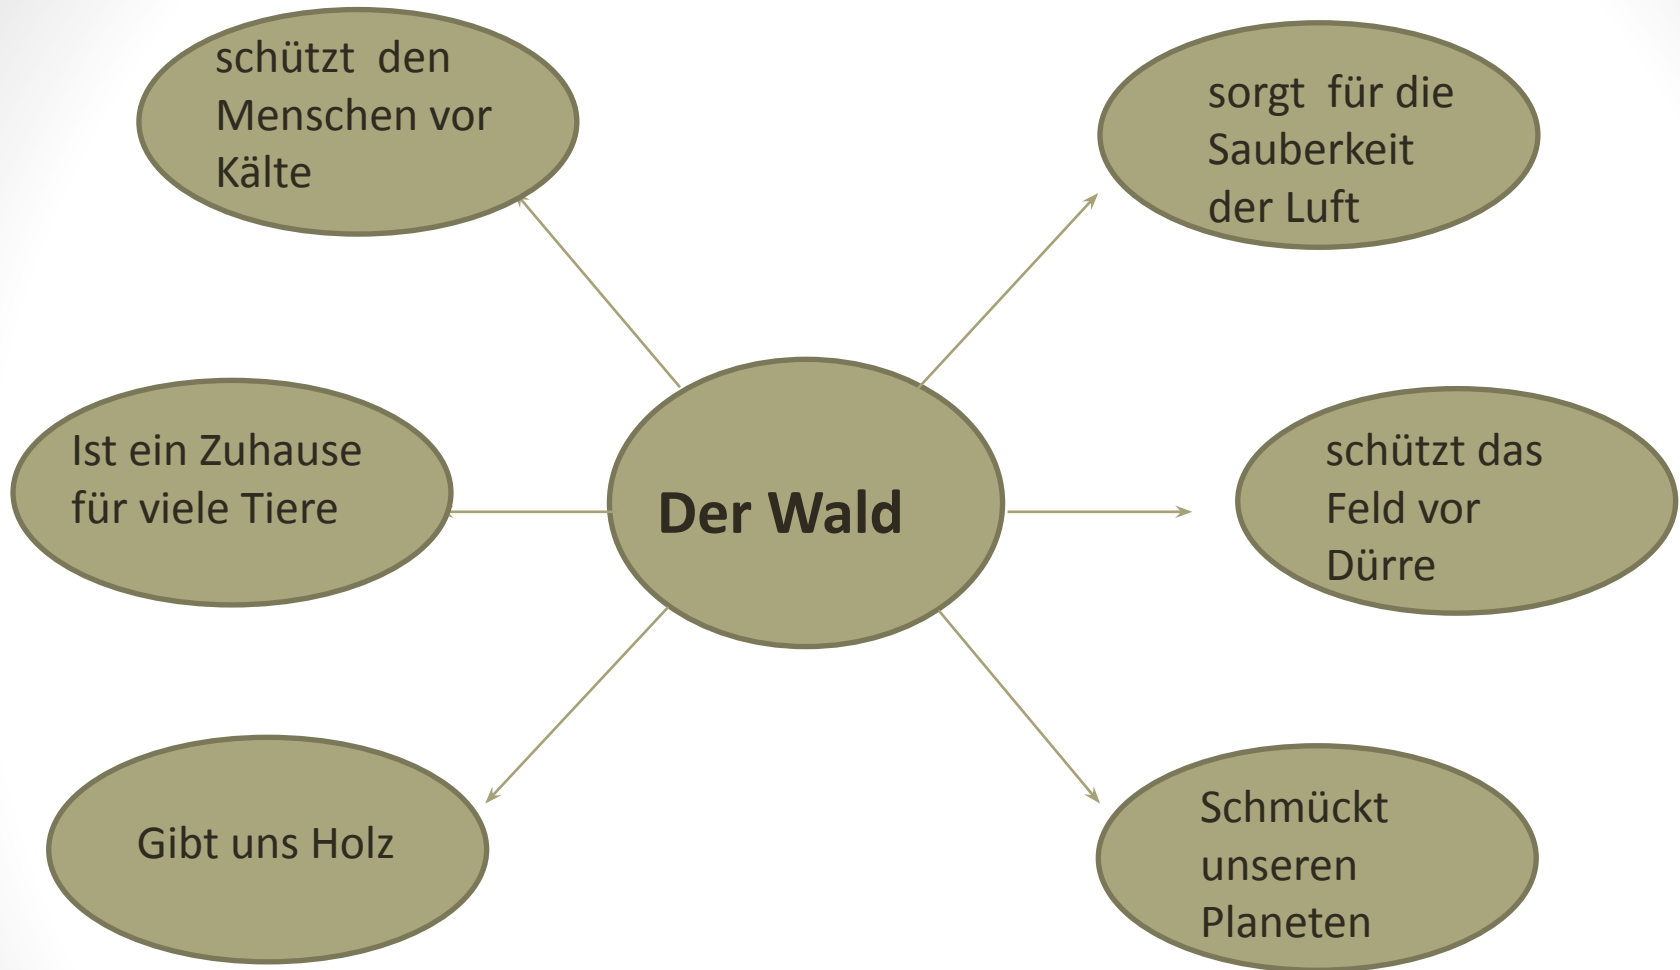 schützt  den
Menschen vor
Kälte
sorgt  für die
Sauberkeit
der Luft
Ist ein Zuhause
für viele Tiere
Der Wald
schützt das
Feld vor
Dürre
Gibt uns Holz
Schmückt
unseren
Planeten